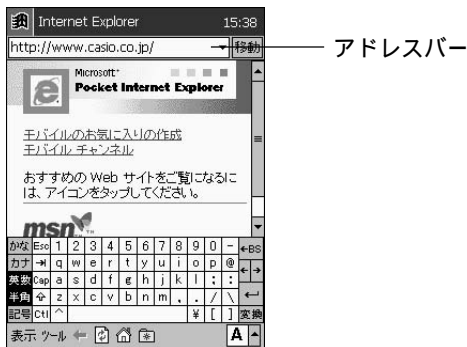 Internet Explorer 15:38
http://www.casio.co.jp/ 移動
アドレスバー
Microsoft
Pocket Internet Explorer
モバイルのお気に入りの作成
モバイル チャンネル
おすすめの Web サイトをご覧になるに
は、アイコンをタップしてください。
msn
かな Esc 1 2 3 4 5 6 7 8 9 0 - ←BS
カナ →| q w e r t y u i o p @ ← →
英数 Cap a s d f g h j k l ; :
半角 z x c v b n m , . / \ ↵
記号 Ctl ^ ¥ [ ] 変換
表示 ツール A